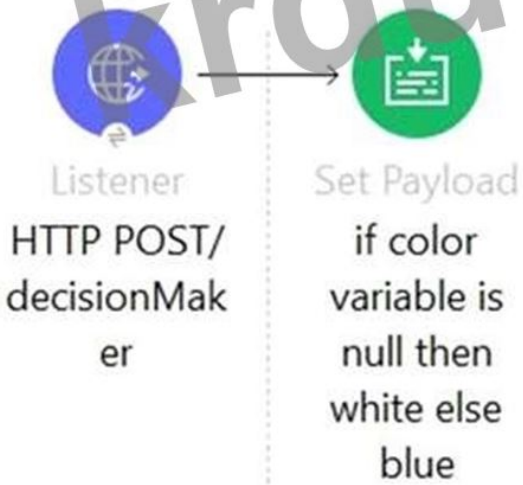 Listener
HTTP POST/
decisionMak
er
Set Payload
if color
variable is
null then
white else
blue